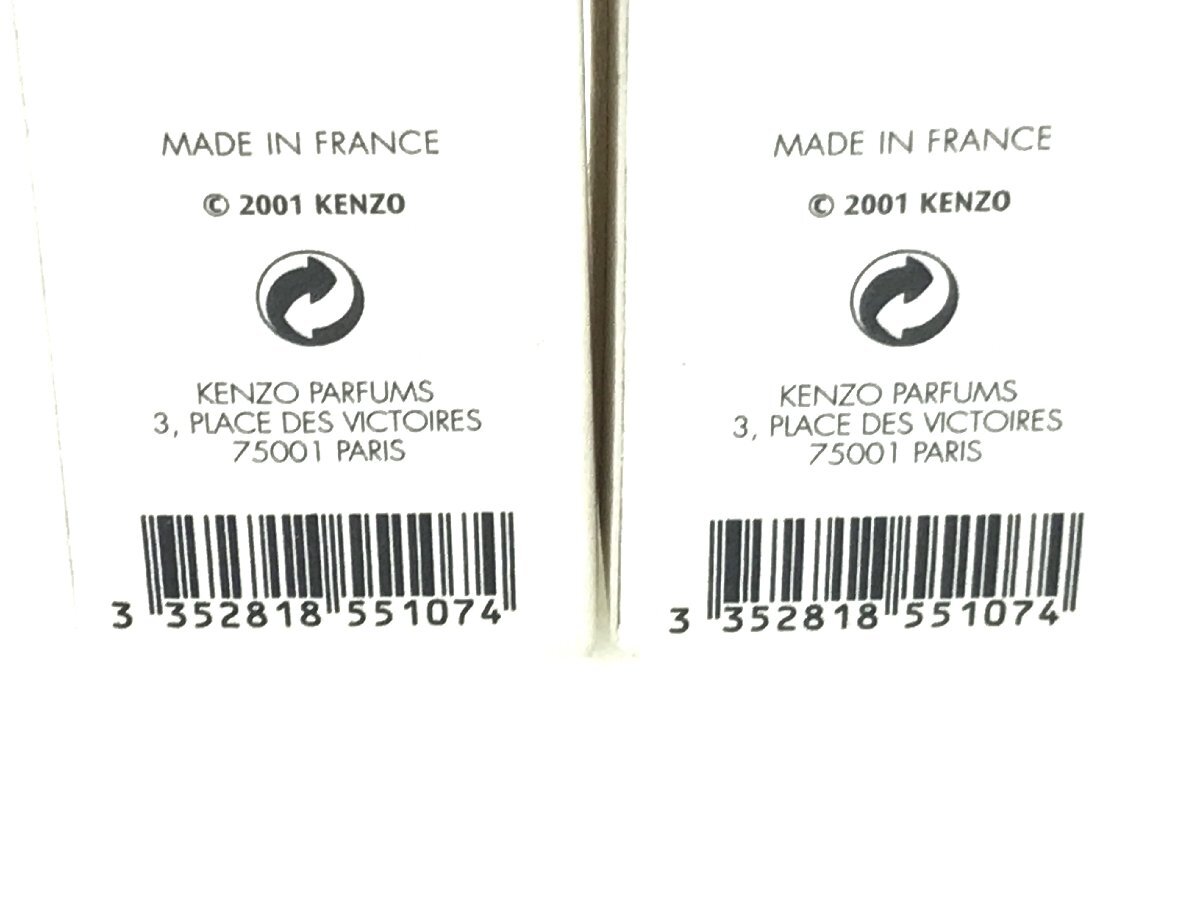 MADE IN FRANCE
© 2001 KENZO
KENZO PARFUMS
3, PLACE DES VICTOIRES
75001 PARIS
3 352818 551074
MADE IN FRANCE
© 2001 KENZO
KENZO PARFUMS
3, PLACE DES VICTOIRES
75001 PARIS
3 352818 551074